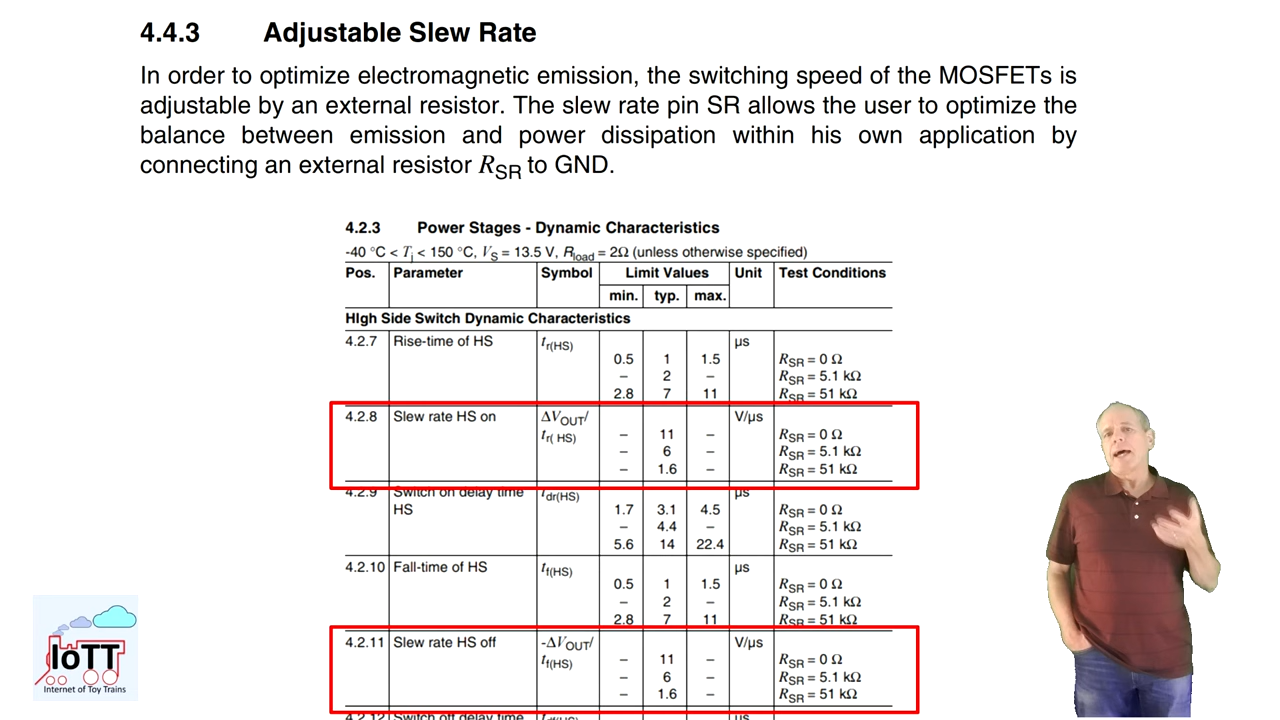 4.4.3 Adjustable Slew Rate
In order to optimize electromagnetic emission, the switching speed of the MOSFETs is
adjustable by an external resistor. The slew rate pin SR allows the user to optimize the
balance between emission and power dissipation within his own application by
connecting an external resistor RSR to GND.
4.2.3 Power Stages - Dynamic Characteristics
-40 °C < Tj < 150 °C, VS = 13.5 V, Rload = 2Ω (unless otherwise specified)
Pos. Parameter Symbol Limit Values Unit Test Conditions
min. typ. max.
HIgh Side Switch Dynamic Characteristics
4.2.7 Rise-time of HS tr(HS) µs
0.5 1 1.5 RSR = 0 Ω
– 2 – RSR = 5.1 kΩ
2.8 7 11 RSR = 51 kΩ
4.2.8 Slew rate HS on ΔVOUT/ V/µs
tr( HS) – 11 – RSR = 0 Ω
– 6 – RSR = 5.1 kΩ
– 1.6 – RSR = 51 kΩ
4.2.9 Switch on delay time tdr(HS) µs
HS 1.7 3.1 4.5 RSR = 0 Ω
– 4.4 – RSR = 5.1 kΩ
5.6 14 22.4 RSR = 51 kΩ
4.2.10 Fall-time of HS tf(HS) µs
0.5 1 1.5 RSR = 0 Ω
– 2 – RSR = 5.1 kΩ
2.8 7 11 RSR = 51 kΩ
4.2.11 Slew rate HS off -ΔVOUT/ V/µs
tf(HS) – 11 – RSR = 0 Ω
– 6 – RSR = 5.1 kΩ
– 1.6 – RSR = 51 kΩ
4.2.12 Switch off delay time µs
IoTT
Internet of Toy Trains